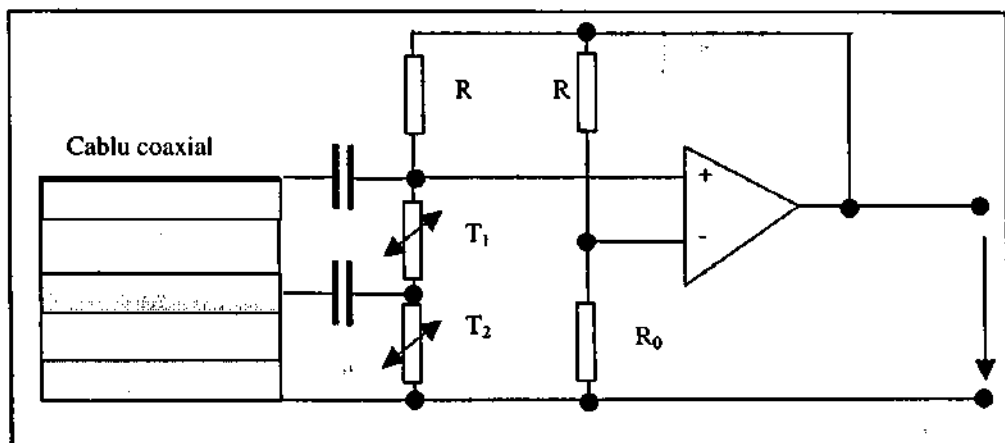 R R
Cablu coaxial
+
T₁
-
T₂ R₀